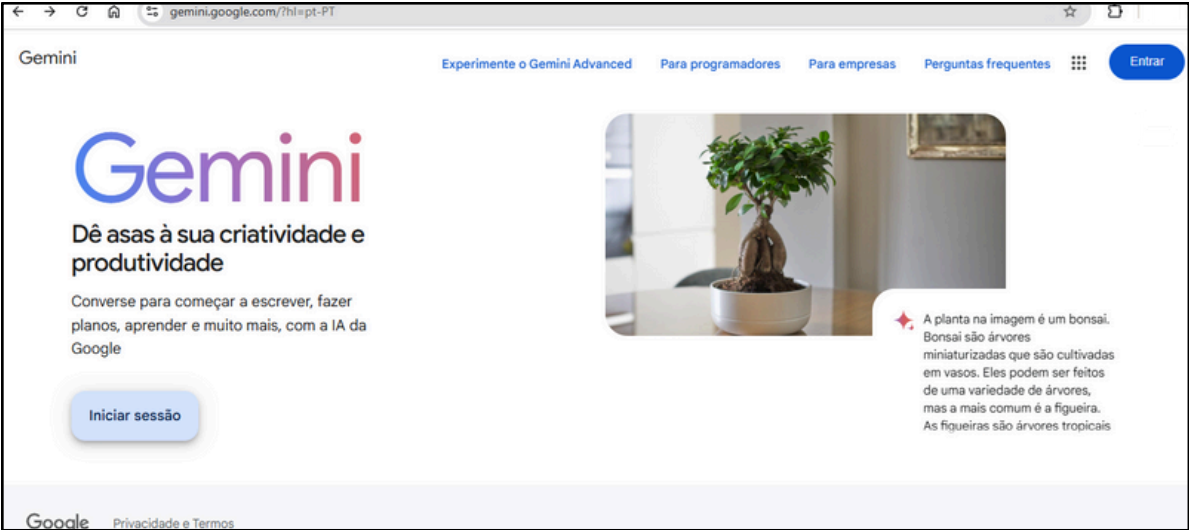 gemini.google.com/?hl=pt-PT
Gemini
Experimente o Gemini Advanced Para programadores Para empresas Perguntas frequentes Entrar
Gemini
Dê asas à sua criatividade e
produtividade
Converse para começar a escrever, fazer
planos, aprender e muito mais, com a IA da
Google
Iniciar sessão
A planta na imagem é um bonsai.
Bonsai são árvores
miniaturizadas que são cultivadas
em vasos. Eles podem ser feitos
de uma variedade de árvores,
mas a mais comum é a figueira.
As figueiras são árvores tropicais
Google Privacidade e Termos